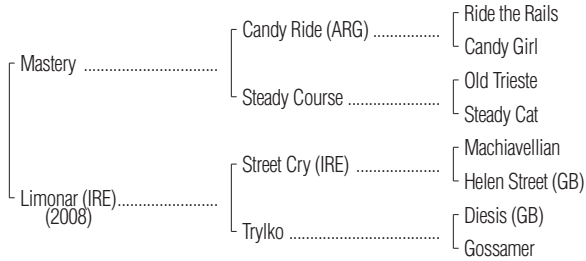 Ride the Rails
Candy Ride (ARG) ................
Candy Girl
Mastery ................................
Old Trieste
Steady Course ......................
Steady Cat
Machiavellian
Street Cry (IRE) ....................
Helen Street (GB)
Limonar (IRE)........................
(2008)
Diesis (GB)
Trylko ....................................
Gossamer